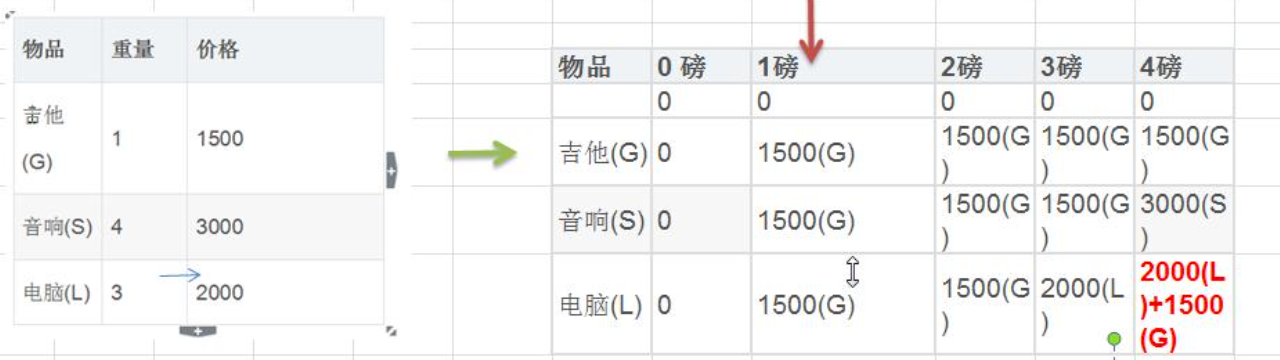 物品 重量 价格
吉他
(G) 1 1500
音响(S) 4 3000
电脑(L) 3 2000
物品 0 磅 1磅 2磅 3磅 4磅
0 0 0 0 0
吉他(G) 0 1500(G) 1500(G) 1500(G) 1500(G)
音响(S) 0 1500(G) 1500(G) 1500(G) 3000(S)
电脑(L) 0 1500(G) 1500(G) 2000(L) 2000(L)+1500(G)